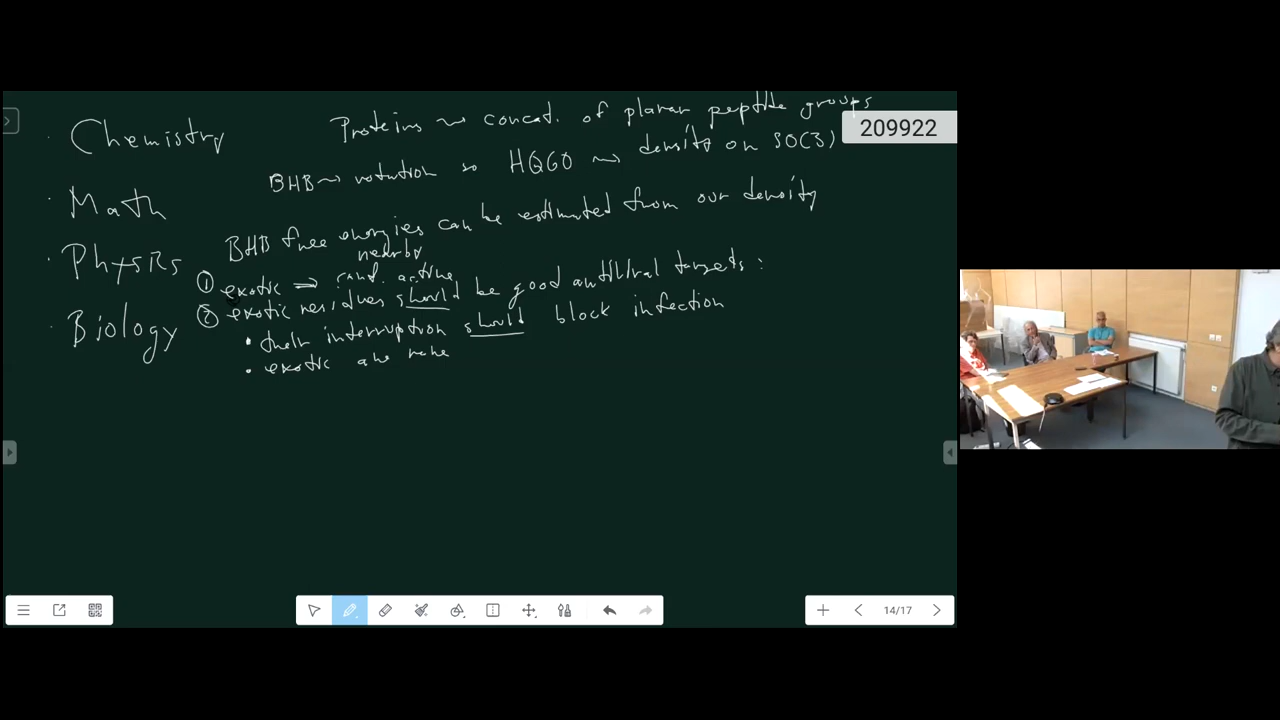 Chemistry
Proteins ⇝ concat. of planar peptide groups
209922
BHB ⇝ rotation so HQ60 ⇝ density on SO(3)
Math
BHB free energies can be estimated from our density
Physics
nearby
① exotic ⇒ conf. active
② exotic residues should be good antiviral targets:
Biology
• their interruption should block infection
• exotic are rare
14/17